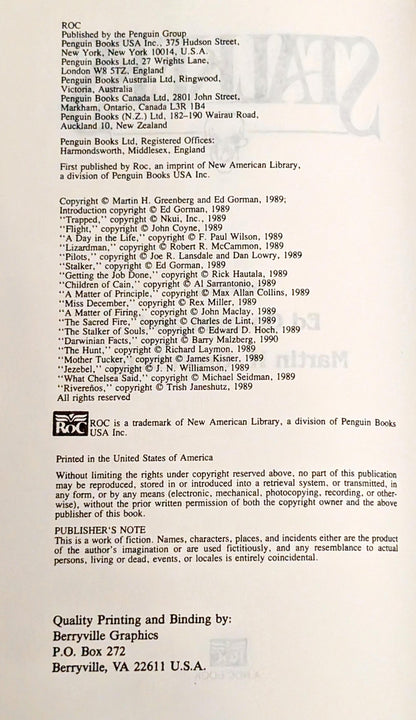 ROC
Published by the Penguin Group
Penguin Books USA Inc., 375 Hudson Street,
New York, New York 10014, U.S.A.
Penguin Books Ltd, 27 Wrights Lane,
London W8 5TZ, England
Penguin Books Australia Ltd, Ringwood,
Victoria, Australia
Penguin Books Canada Ltd, 2801 John Street,
Markham, Ontario, Canada L3R 1B4
Penguin Books (N.Z.) Ltd, 182-190 Wairau Road,
Auckland 10, New Zealand
Penguin Books Ltd, Registered Offices:
Harmondsworth, Middlesex, England
First published by Roc, an imprint of New American Library,
a division of Penguin Books USA Inc.
Copyright © Martin H. Greenberg and Ed Gorman, 1989;
Introduction copyright © Ed Gorman, 1989
"Trapped," copyright © Nkui, Inc., 1989
"Flight," copyright © John Coyne, 1989
"A Day in the Life," copyright © F. Paul Wilson, 1989
"Lizardman," copyright © Robert R. McCammon, 1989
"Pilots," copyright © Joe R. Lansdale and Dan Lowry, 1989
"Stalker," copyright © Ed Gorman, 1989
"Getting the Job Done," copyright © Rick Hautala, 1989
"Children of Cain," copyright © Al Sarrantonio, 1989
"A Matter of Principle," copyright © Max Allan Collins, 1989
"Miss December," copyright © Rex Miller, 1989
"A Matter of Firing," copyright © John Maclay, 1989
"The Sacred Fire," copyright © Charles de Lint, 1989
"The Stalker of Souls," copyright © Edward D. Hoch, 1989
"Darwinian Facts," copyright © Barry Malzberg, 1990
"The Hunt," copyright © Richard Laymon, 1989
"Mother Tucker," copyright © James Kisner, 1989
"Jezebel," copyright © J. N. Williamson, 1989
"What Chelsea Said," copyright © Michael Seidman, 1989
"Rivereños," copyright © Trish Janeshutz, 1989
All rights reserved
ROC
ROC is a trademark of New American Library, a division of Penguin Books
USA Inc.
Printed in the United States of America
Without limiting the rights under copyright reserved above, no part of this publication
may be reproduced, stored in or introduced into a retrieval system, or transmitted, in
any form, or by any means (electronic, mechanical, photocopying, recording, or other-
wise), without the prior written permission of both the copyright owner and the above
publisher of this book.
PUBLISHER'S NOTE
This is a work of fiction. Names, characters, places, and incidents either are the product
of the author's imagination or are used fictitiously, and any resemblance to actual
persons, living or dead, events, or locales is entirely coincidental.
Quality Printing and Binding by:
Berryville Graphics
P.O. Box 272
Berryville, VA 22611 U.S.A.